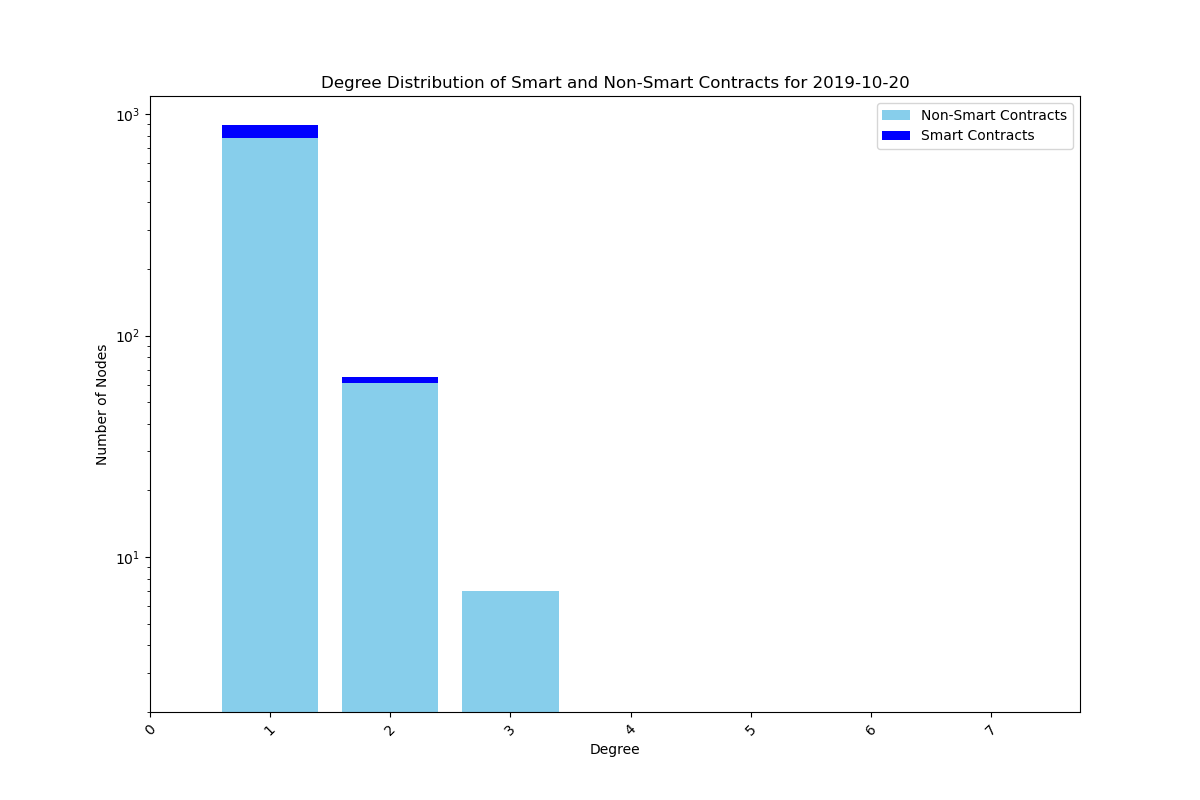 Degree Distribution of Smart and Non-Smart Contracts for 2019-10-20
Non-Smart Contracts
Smart Contracts
10³
10²
10¹
Number of Nodes
0 1 2 3 4 5 6 7
Degree